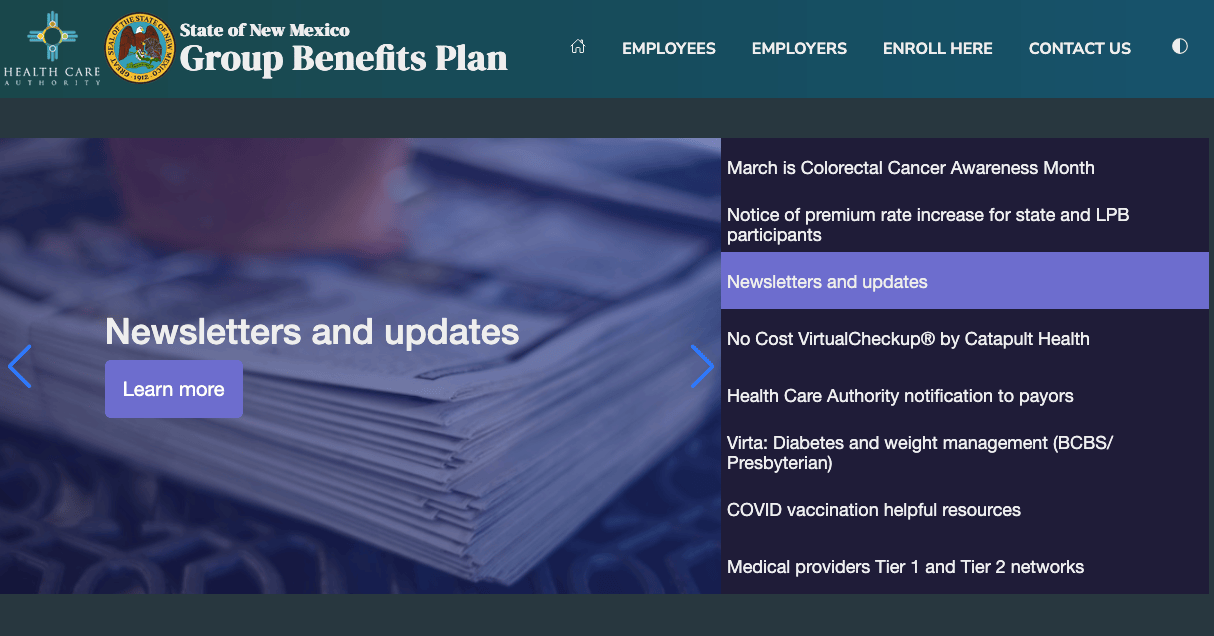 HEALTH CARE
AUTHORITY
GREAT SEAL OF THE STATE OF NEW MEXICO
1912
State of New Mexico
Group Benefits Plan
EMPLOYEES
EMPLOYERS
ENROLL HERE
CONTACT US
Newsletters and updates
Learn more
March is Colorectal Cancer Awareness Month
Notice of premium rate increase for state and LPB
participants
Newsletters and updates
No Cost VirtualCheckup® by Catapult Health
Health Care Authority notification to payors
Virta: Diabetes and weight management (BCBS/
Presbyterian)
COVID vaccination helpful resources
Medical providers Tier 1 and Tier 2 networks